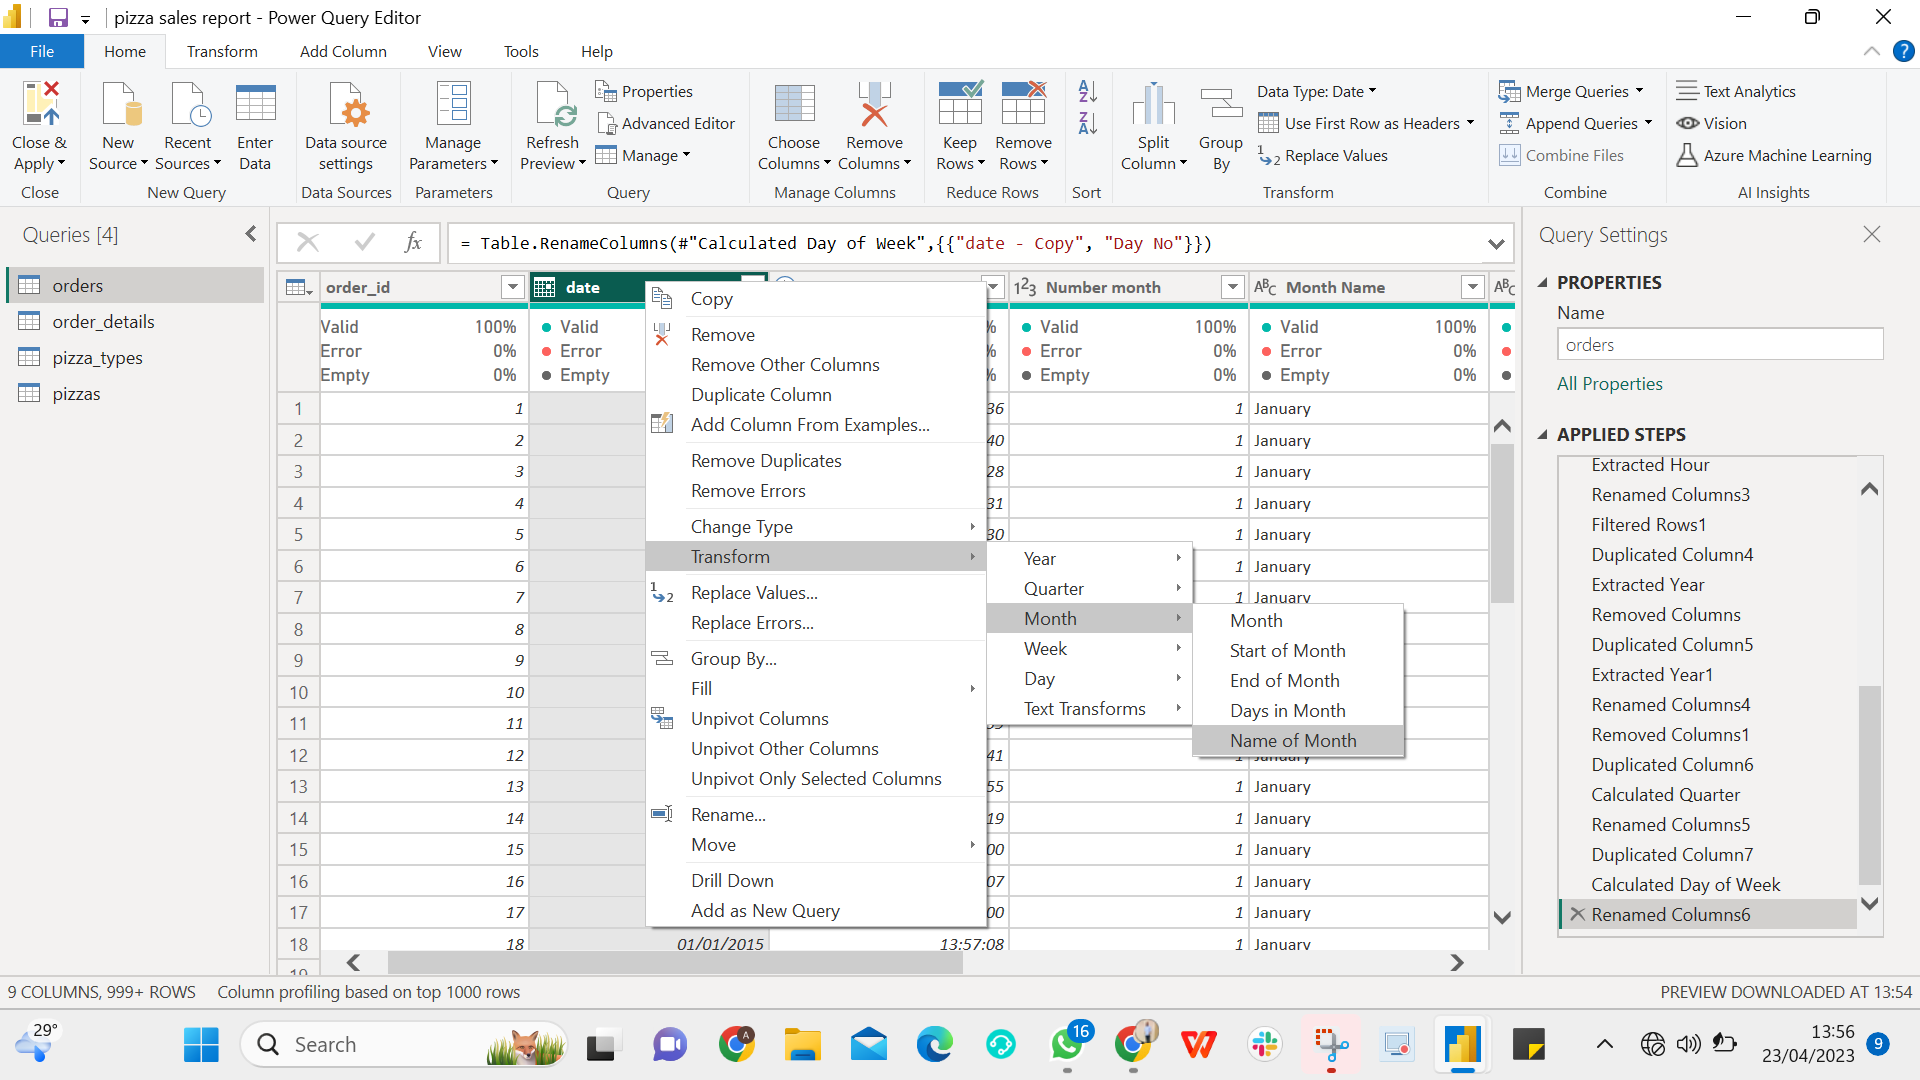 pizza sales report - Power Query Editor
File Home Transform Add Column View Tools Help
Close & Apply
Close
New Source
Recent Sources
Enter Data
New Query
Data source settings
Data Sources
Manage Parameters
Parameters
Refresh Preview
Properties
Advanced Editor
Manage
Query
Choose Columns
Remove Columns
Manage Columns
Keep Rows
Remove Rows
Reduce Rows
Sort
Split Column
Group By
Data Type: Date
Use First Row as Headers
Replace Values
Transform
Merge Queries
Append Queries
Combine Files
Combine
Text Analytics
Vision
Azure Machine Learning
AI Insights
Queries [4]
orders
order_details
pizza_types
pizzas
fx
= Table.RenameColumns(#"Calculated Day of Week",{{"date - Copy", "Day No"}})
order_id date 1²3 Number month ABC Month Name ABC
Valid 100% Valid % Valid 100% Valid 100%
Error 0% Error % Error 0% Error 0%
Empty 0% Empty % Empty 0% Empty 0%
1 1 36 1 January
2 2 40 1 January
3 3 28 1 January
4 4 31 1 January
5 5 30 1 January
6 6 1 January
7 7 1 January
8 8
9 9
10 10
11 11
12 12 41 1 January
13 13 55 1 January
14 14 19 1 January
15 15 00 1 January
16 16 07 1 January
17 17 00 1 January
18 18 01/01/2015 13:57:08 1 January
19
Copy
Remove
Remove Other Columns
Duplicate Column
Add Column From Examples...
Remove Duplicates
Remove Errors
Change Type
Transform
Replace Values...
Replace Errors...
Group By...
Fill
Unpivot Columns
Unpivot Other Columns
Unpivot Only Selected Columns
Rename...
Move
Drill Down
Add as New Query
Year
Quarter
Month
Week
Day
Text Transforms
Month
Start of Month
End of Month
Days in Month
Name of Month
Query Settings
PROPERTIES
Name
orders
All Properties
APPLIED STEPS
Extracted Hour
Renamed Columns3
Filtered Rows1
Duplicated Column4
Extracted Year
Removed Columns
Duplicated Column5
Extracted Year1
Renamed Columns4
Removed Columns1
Duplicated Column6
Calculated Quarter
Renamed Columns5
Duplicated Column7
Calculated Day of Week
Renamed Columns6
9 COLUMNS, 999+ ROWS Column profiling based on top 1000 rows PREVIEW DOWNLOADED AT 13:54
29°
Search
A
16
13:56
23/04/2023
9